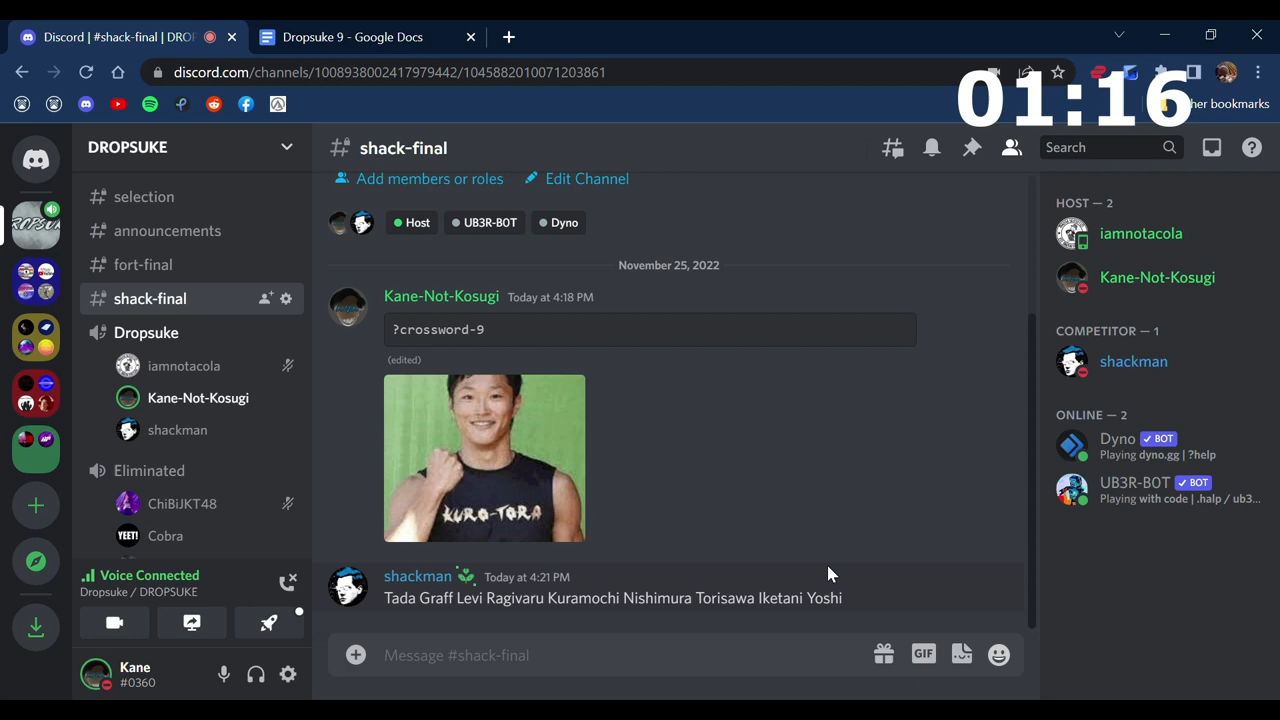 Discord | #shack-final | DRO
Dropsuke 9 - Google Docs
discord.com/channels/1008938002417979442/1045882010071203861
01:16
her bookmarks
DROPSUKE
shack-final
Search
selection
announcements
fort-final
shack-final
Dropsuke
iamnotacola
Kane-Not-Kosugi
shackman
Eliminated
ChiBiJKT48
YEET!
Cobra
Voice Connected
Dropsuke / DROPSUKE
Kane
#0360
Add members or roles
Edit Channel
Host
UB3R-B0T
Dyno
November 25, 2022
Kane-Not-Kosugi Today at 4:18 PM
?crossword-9
(edited)
KURO-TORA
shackman Today at 4:21 PM
Tada Graff Levi Ragivaru Kuramochi Nishimura Torisawa Iketani Yoshi
Message #shack-final
GIF
HOST — 2
iamnotacola
Kane-Not-Kosugi
COMPETITOR — 1
shackman
ONLINE — 2
Dyno ✓ BOT
Playing dyno.gg | ?help
UB3R-B0T ✓ BOT
Playing with code | .halp / ub3...